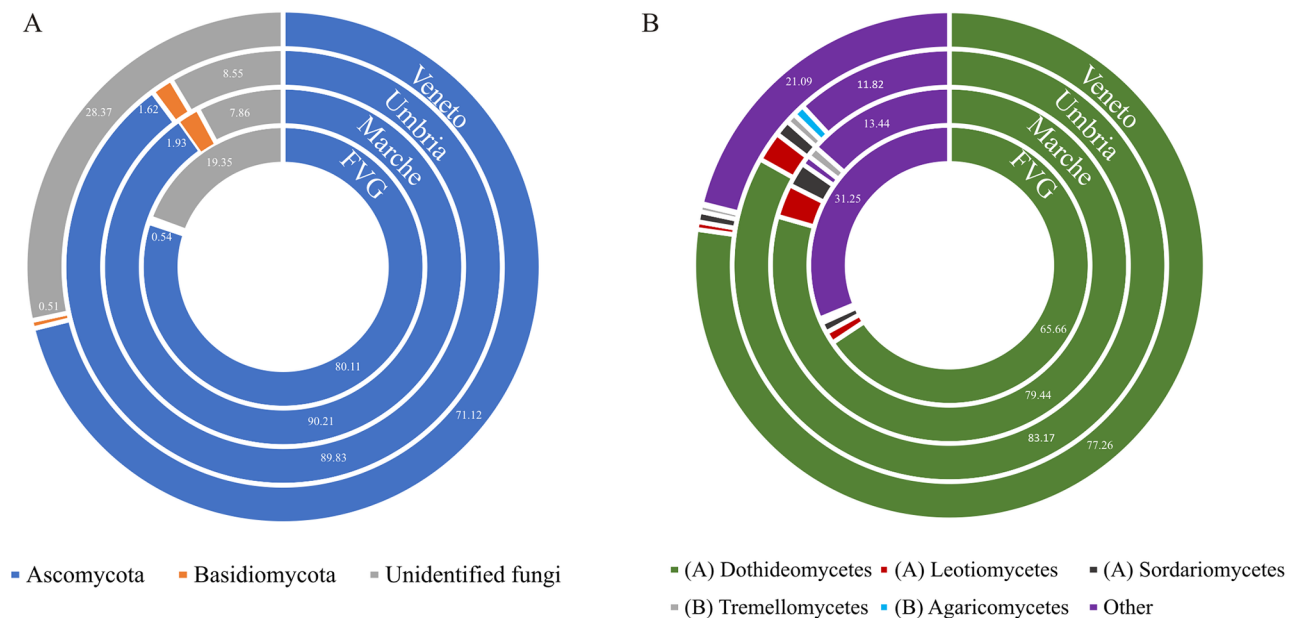 A
B
Veneto
Umbria
Marche
FVG
28.37
8.55
1.62
7.86
1.93
19.35
0.54
0.51
80.11
90.21
89.83
71.12
Veneto
Umbria
Marche
FVG
21.09
11.82
13.44
31.25
65.66
79.44
83.17
77.26
Ascomycota
Basidiomycota
Unidentified fungi
(A) Dothideomycetes
(A) Leotiomycetes
(A) Sordariomycetes
(B) Tremellomycetes
(B) Agaricomycetes
Other